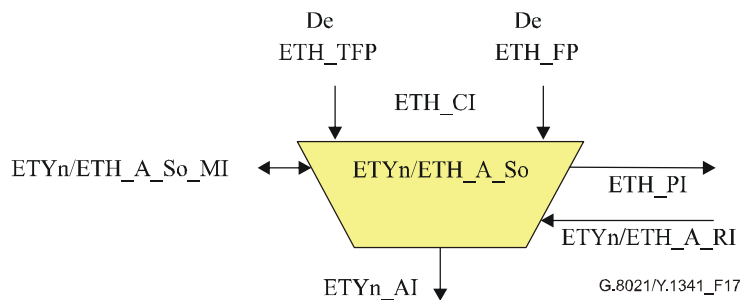 De
ETH_TFP
De
ETH_FP
ETH_CI
ETYn/ETH_A_So_MI
ETYn/ETH_A_So
ETH_PI
ETYn/ETH_A_RI
ETYn_AI
G.8021/Y.1341_F17